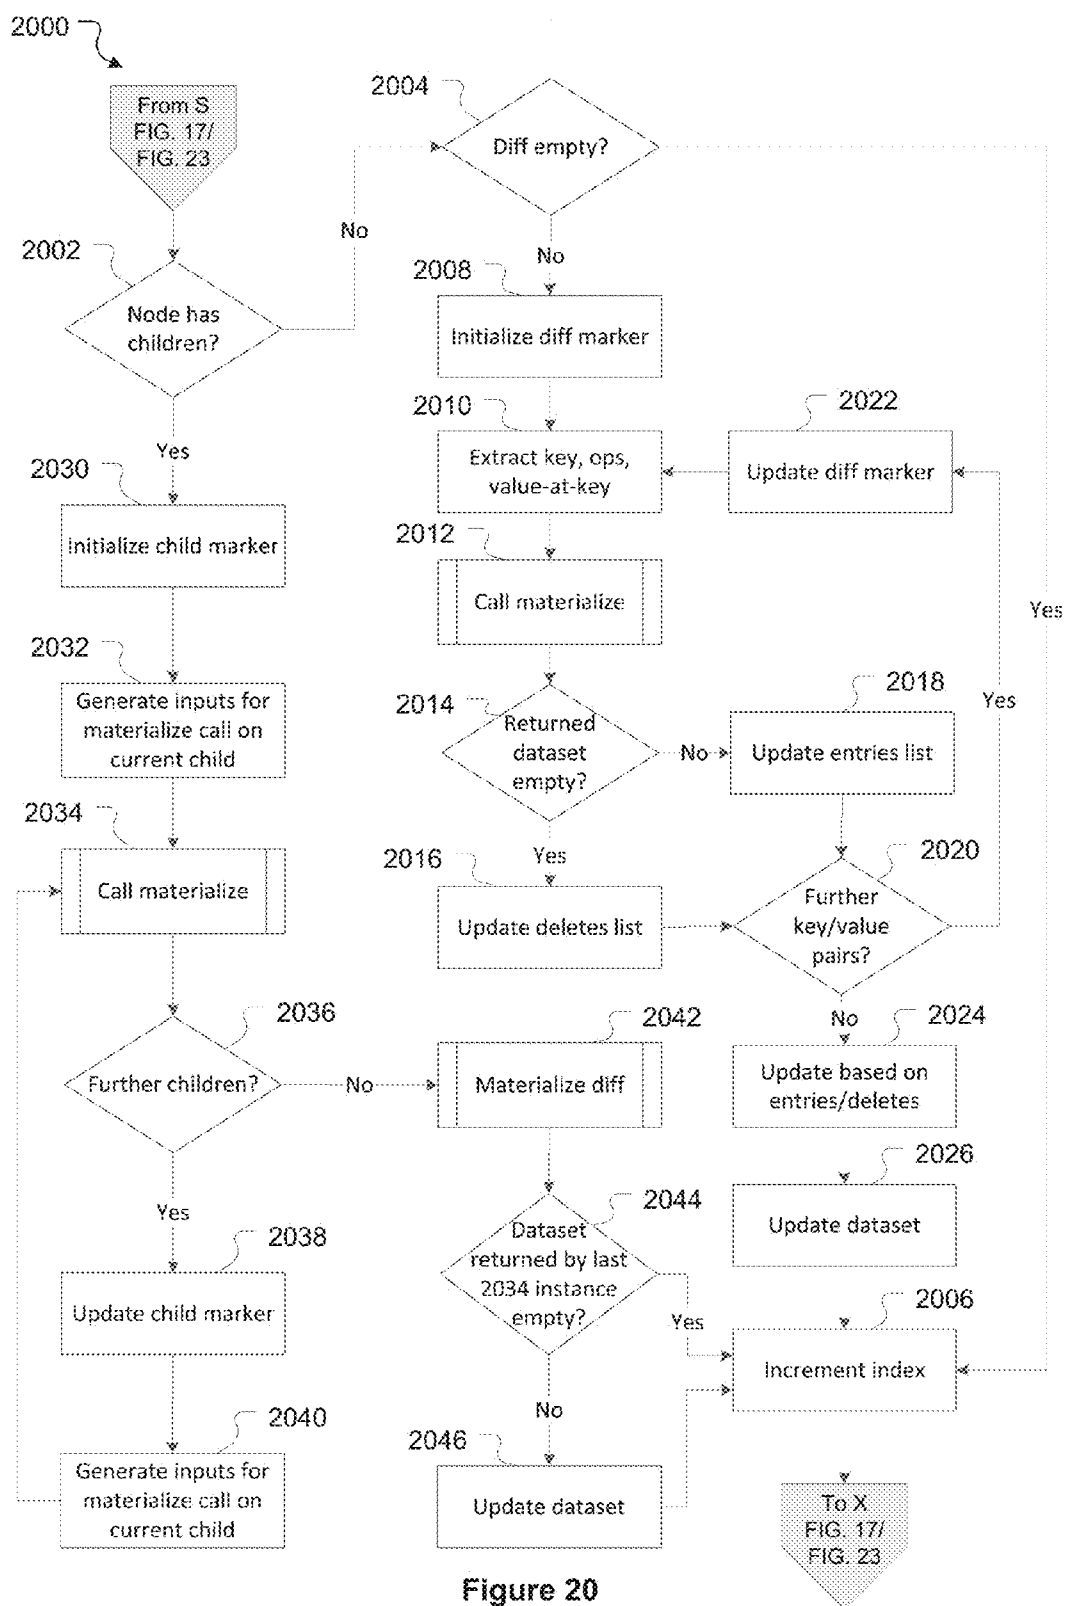 2000
From S
FIG. 17/
FIG. 23
2002
Node has
children?
No
Yes
2004
Diff empty?
No
Yes
2008
Initialize diff marker
2010
Extract key, ops,
value-at-key
2022
Update diff marker
2012
Call materialize
2014
Returned
dataset
empty?
No
Yes
2018
Update entries list
Yes
2016
Update deletes list
2020
Further
key/value
pairs?
No
2024
Update based on
entries/deletes
2026
Update dataset
2006
Increment index
To X
FIG. 17/
FIG. 23
2030
Initialize child marker
2032
Generate inputs for
materialize call on
current child
2034
Call materialize
2036
Further children?
No
Yes
2038
Update child marker
2040
Generate inputs for
materialize call on
current child
2042
Materialize diff
2044
Dataset
returned by last
2034 instance
empty?
Yes
No
2046
Update dataset
Figure 20